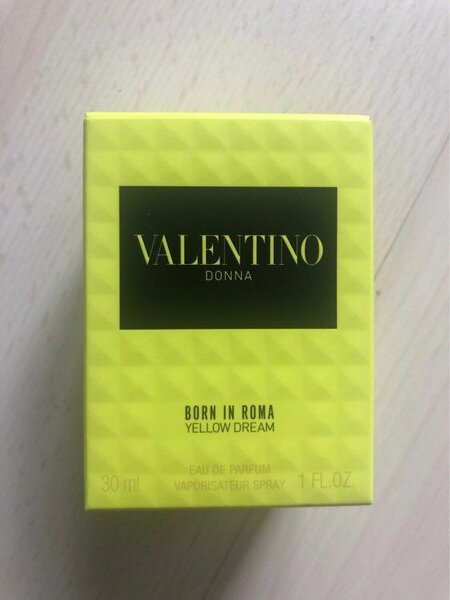 VALENTINO
DONNA
BORN IN ROMA
YELLOW DREAM
EAU DE PARFUM
30 ml VAPORISATEUR SPRAY 1 FL.OZ.